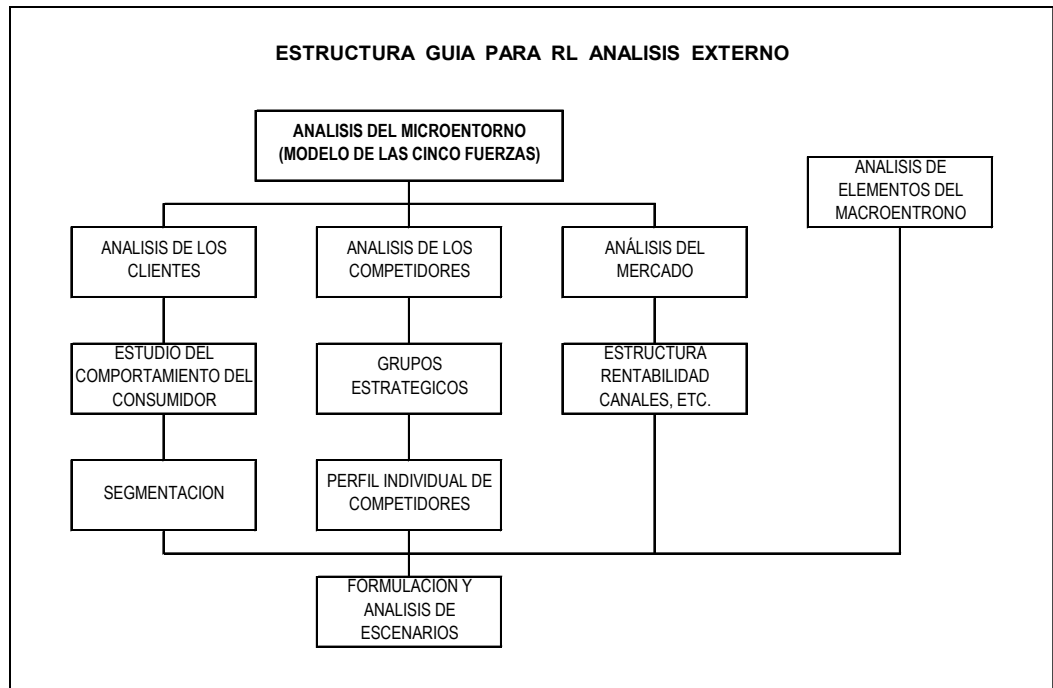 ESTRUCTURA GUIA PARA RL ANALISIS EXTERNO
ANALISIS DEL MICROENTORNO
(MODELO DE LAS CINCO FUERZAS)
ANALISIS DE
ELEMENTOS DEL
MACROENTRONO
ANALISIS DE LOS
CLIENTES
ANALISIS DE LOS
COMPETIDORES
ANÁLISIS DEL
MERCADO
ESTUDIO DEL
COMPORTAMIENTO DEL
CONSUMIDOR
GRUPOS
ESTRATEGICOS
ESTRUCTURA
RENTABILIDAD
CANALES, ETC.
SEGMENTACION
PERFIL INDIVIDUAL DE
COMPETIDORES
FORMULACION Y
ANALISIS DE
ESCENARIOS